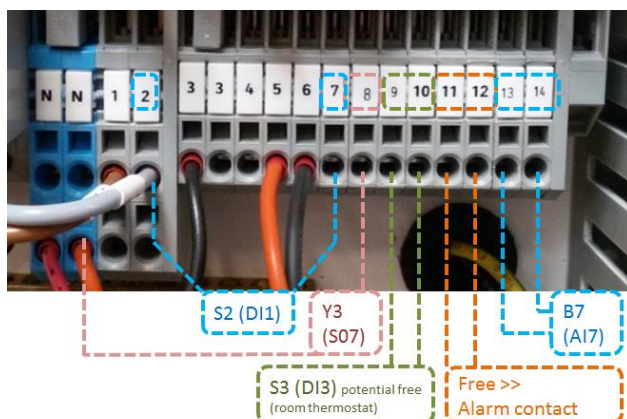 N N 1 2 3 3 4 5 6 7 8 9 10 11 12 13 14
S2 (DI1)
Y3
(S07)
B7
(AI7)
S3 (DI3) potential free
(room thermostat)
Free >>
Alarm contact